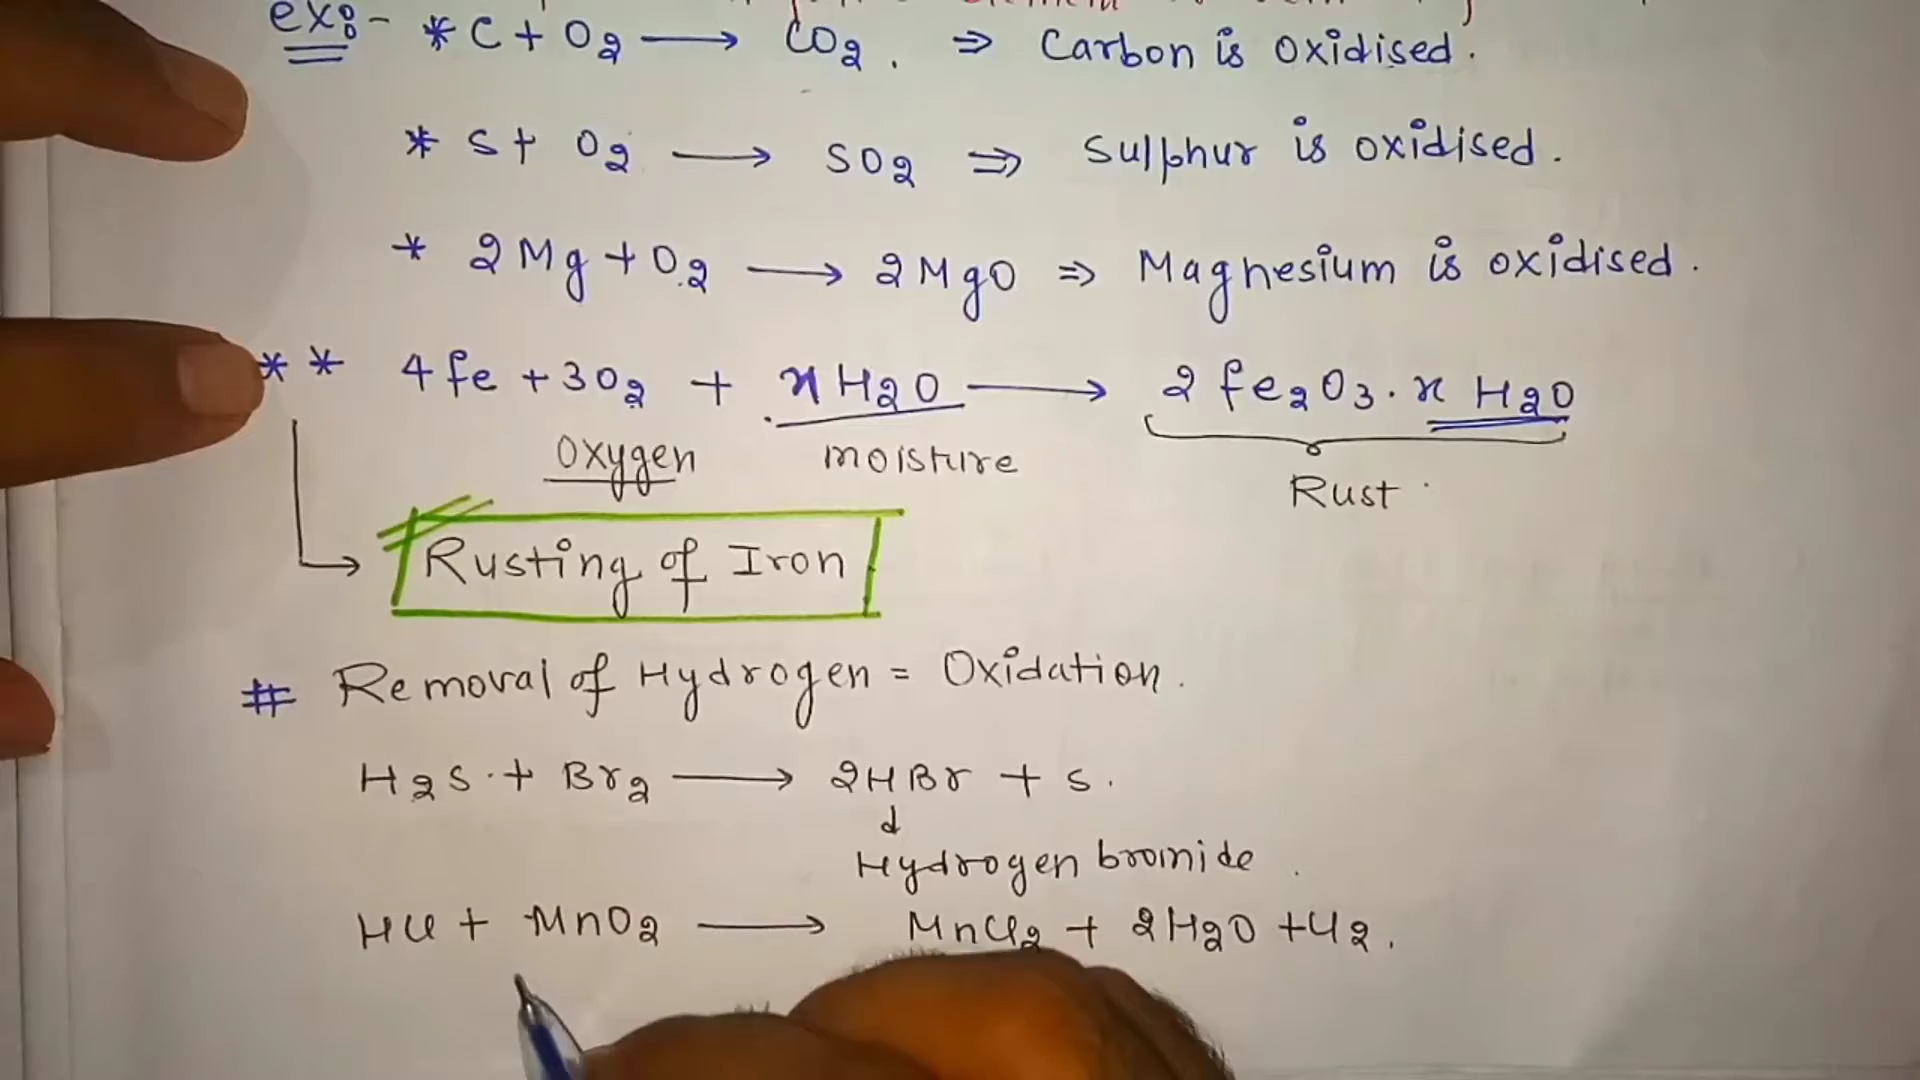 ex:- * C + O2 ⟶ CO2. ⇒ Carbon is oxidised.
* S + O2 ⟶ SO2 ⇒ Sulphur is oxidised.
* 2Mg + O2 ⟶ 2MgO ⇒ Magnesium is oxidised.
** 4fe + 3O2 + xH2O ⟶ 2fe2O3.xH2O
Oxygen moisture Rust
Rusting of Iron
# Removal of Hydrogen = Oxidation.
H2S + Br2 ⟶ 2HBr + S.
Hydrogen bromide
HCl + MnO2 ⟶ MnCl2 + 2H2O + Cl2.